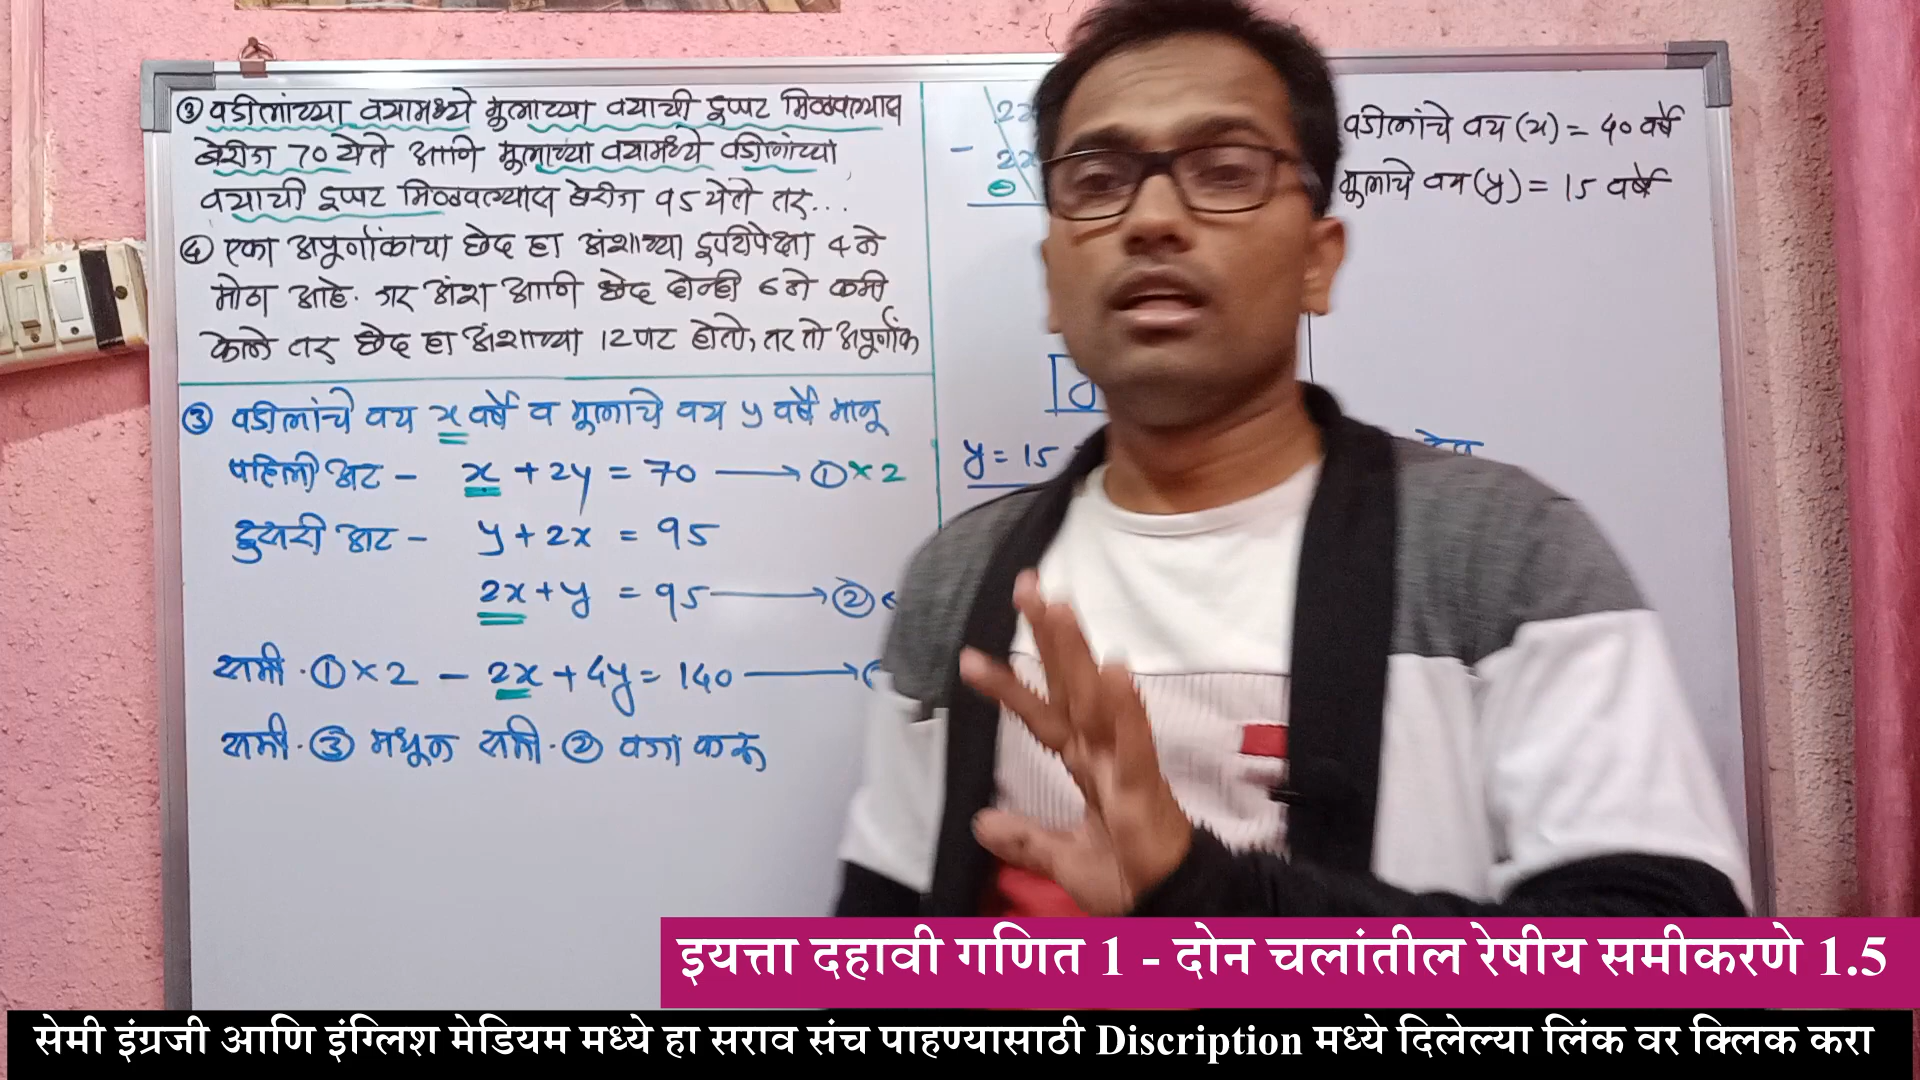 ③ वडीलांच्या वयामध्ये मुलाच्या वयाची दुप्पट मिळवल्यास
बेरीज 70 येते आणि मुलाच्या वयामध्ये वडीलांच्या
वयाची दुप्पट मिळवल्यास बेरीज 95 येते तर...
④ एका अपूर्णांकाचा छेद हा अंशाच्या दुपटीपेक्षा 4 ने
मोठा आहे. जर अंश आणि छेद दोन्ही 6 ने कमी
केले तर छेद हा अंशाच्या 12 पट होतो, तर तो अपूर्णांक
③ वडीलांचे वय x वर्षे व मुलाचे वय y वर्षे मानू
पहिली अट - x + 2y = 70 ⟶ ① × 2
दुसरी अट - y + 2x = 95
2x + y = 95 ⟶ ②
समी. ① × 2 - 2x + 4y = 140 ⟶
समी. ③ मधून समी. ② वजा करू
2x
- 2x
y = 15
वडीलांचे वय (x) = 40 वर्षे
मुलाचे वय (y) = 15 वर्षे
इयत्ता दहावी गणित 1 - दोन चलांतील रेषीय समीकरणे 1.5
सेमी इंग्रजी आणि इंग्लिश मेडियम मध्ये हा सराव संच पाहण्यासाठी Discription मध्ये दिलेल्या लिंक वर क्लिक करा